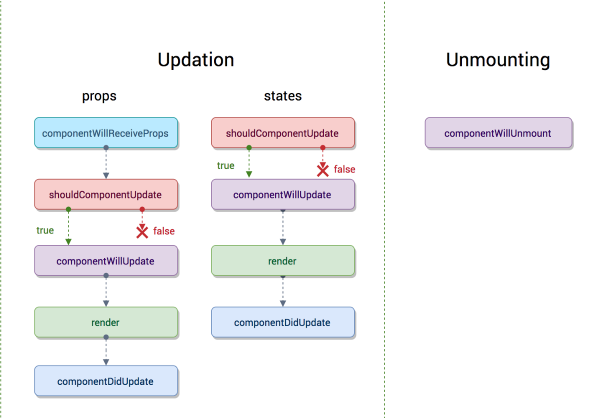 Updation
props
componentWillReceiveProps
shouldComponentUpdate
true
false
componentWillUpdate
render
componentDidUpdate
states
shouldComponentUpdate
true
false
componentWillUpdate
render
componentDidUpdate
Unmounting
componentWillUnmount